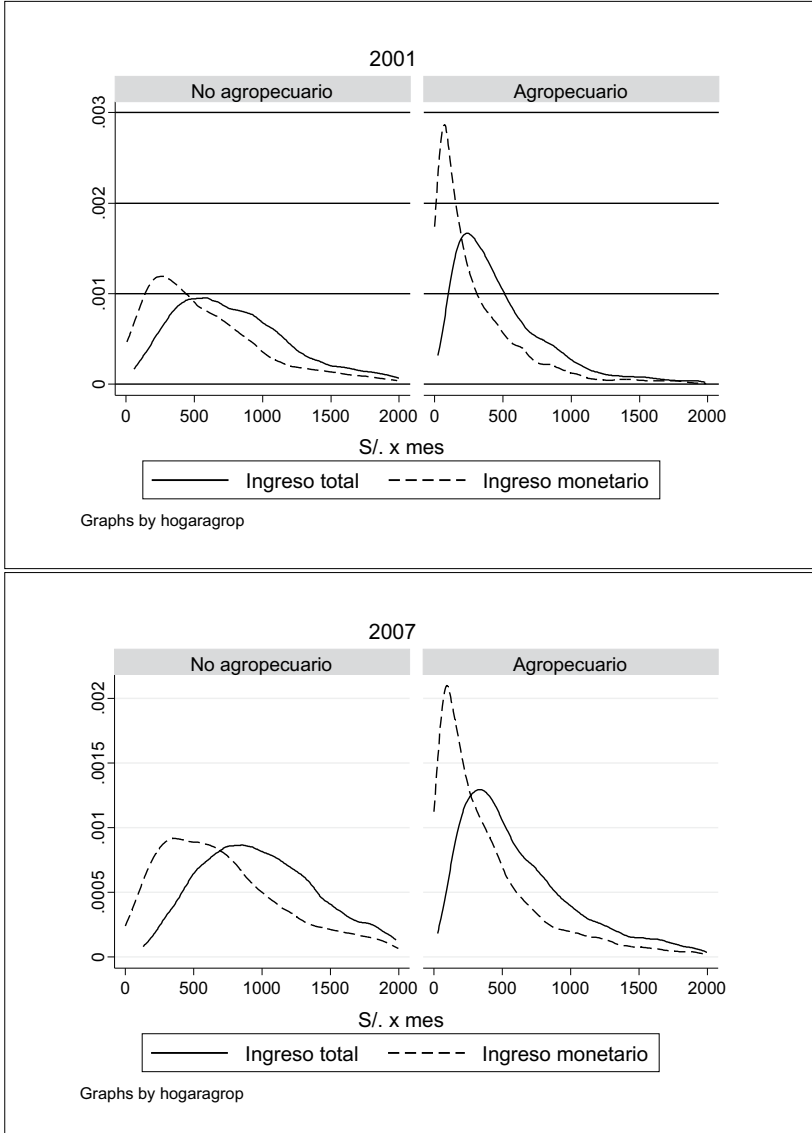 2001
No agropecuario
Agropecuario
.003
.002
.001
0
0 500 1000 1500 2000
0 500 1000 1500 2000
S/. x mes
Ingreso total
Ingreso monetario
Graphs by hogaragrop
2007
No agropecuario
Agropecuario
.002
.0015
.001
.0005
0
0 500 1000 1500 2000
0 500 1000 1500 2000
S/. x mes
Ingreso total
Ingreso monetario
Graphs by hogaragrop